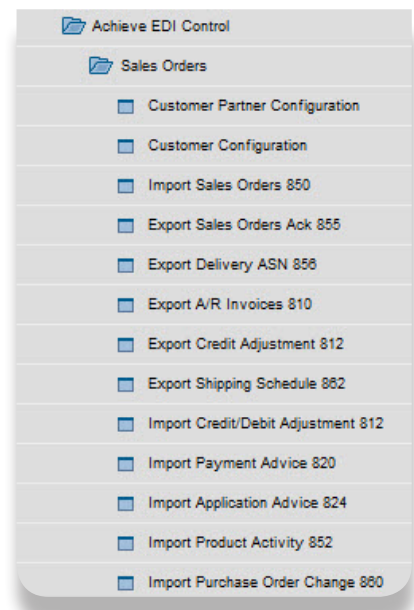 Achieve EDI Control
Sales Orders
Customer Partner Configuration
Customer Configuration
Import Sales Orders 850
Export Sales Orders Ack 855
Export Delivery ASN 856
Export A/R Invoices 810
Export Credit Adjustment 812
Export Shipping Schedule 862
Import Credit/Debit Adjustment 812
Import Payment Advice 820
Import Application Advice 824
Import Product Activity 852
Import Purchase Order Change 860